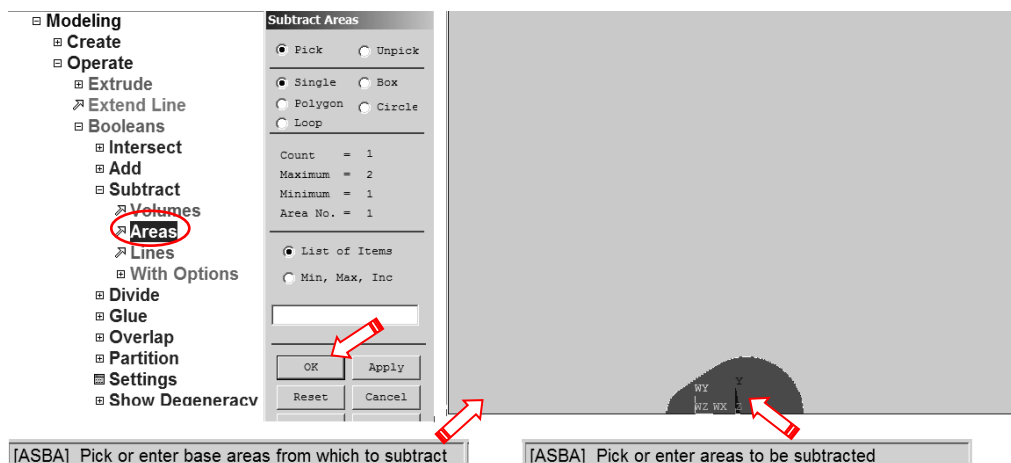 Modeling
Create
Operate
Extrude
Extend Line
Booleans
Intersect
Add
Subtract
Volumes
Areas
Lines
With Options
Divide
Glue
Overlap
Partition
Settings
Show Degeneracy
Subtract Areas
Pick Unpick
Single Box
Polygon Circle
Loop
Count = 1
Maximum = 2
Minimum = 1
Area No. = 1
List of Items
Min, Max, Inc
OK Apply
Reset Cancel
WY Y
WZ WX
[ASBA] Pick or enter base areas from which to subtract
[ASBA] Pick or enter areas to be subtracted